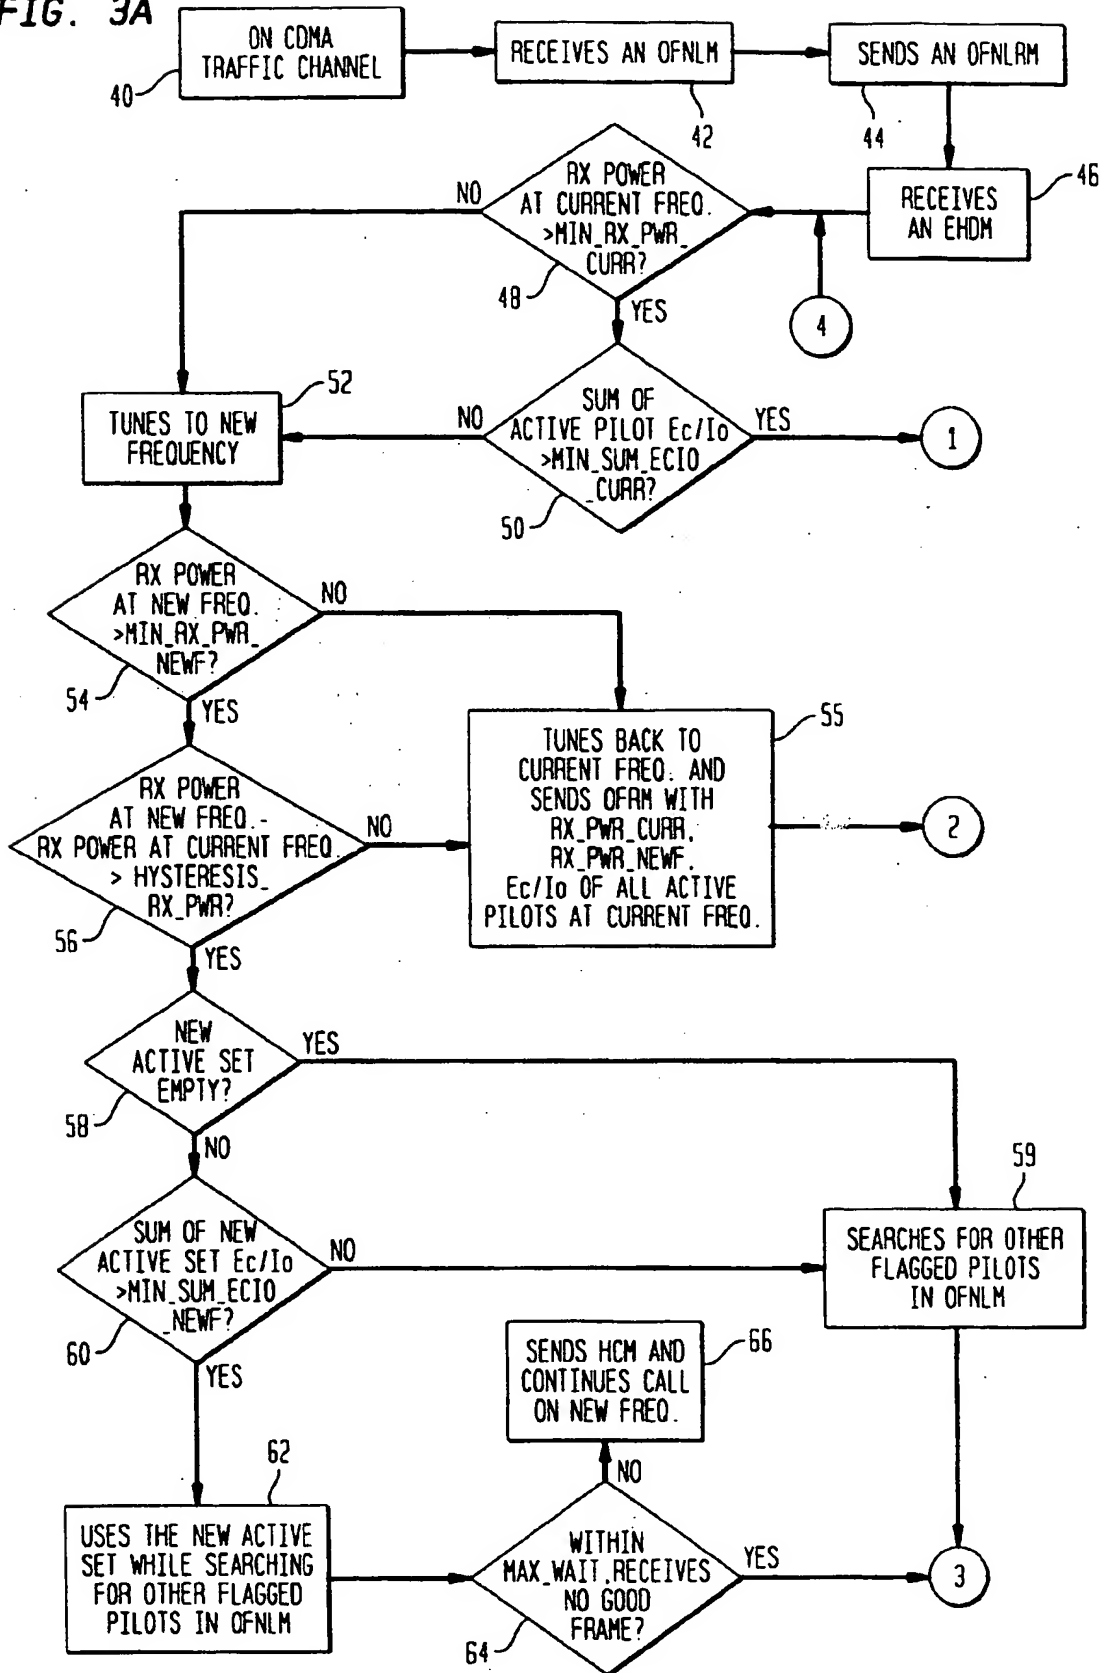 FIG. 3A
ON CDMA
TRAFFIC CHANNEL
40
RECEIVES AN OFNLM
42
SENDS AN OFNLRM
44
RECEIVES
AN EHDM
46
RX POWER
AT CURRENT FREQ.
>MIN_RX_PWR_
CURR?
48
NO
YES
4
SUM OF
ACTIVE PILOT Ec/Io
>MIN_SUM_ECIO
_CURR?
50
NO
YES
1
TUNES TO NEW
FREQUENCY
52
RX POWER
AT NEW FREQ.
>MIN_RX_PWR_
NEWF?
54
NO
YES
TUNES BACK TO
CURRENT FREQ. AND
SENDS OFRM WITH
RX_PWR_CURR,
RX_PWR_NEWF,
Ec/Io OF ALL ACTIVE
PILOTS AT CURRENT FREQ.
55
2
RX POWER
AT NEW FREQ.-
RX POWER AT CURRENT FREQ.
> HYSTERESIS_
RX_PWR?
56
NO
YES
NEW
ACTIVE SET
EMPTY?
58
YES
NO
SEARCHES FOR OTHER
FLAGGED PILOTS
IN OFNLM
59
SUM OF NEW
ACTIVE SET Ec/Io
>MIN_SUM_ECIO
_NEWF?
60
NO
YES
SENDS HCM AND
CONTINUES CALL
ON NEW FREQ.
66
USES THE NEW ACTIVE
SET WHILE SEARCHING
FOR OTHER FLAGGED
PILOTS IN OFNLM
62
WITHIN
MAX_WAIT,RECEIVES
NO GOOD
FRAME?
64
NO
YES
3